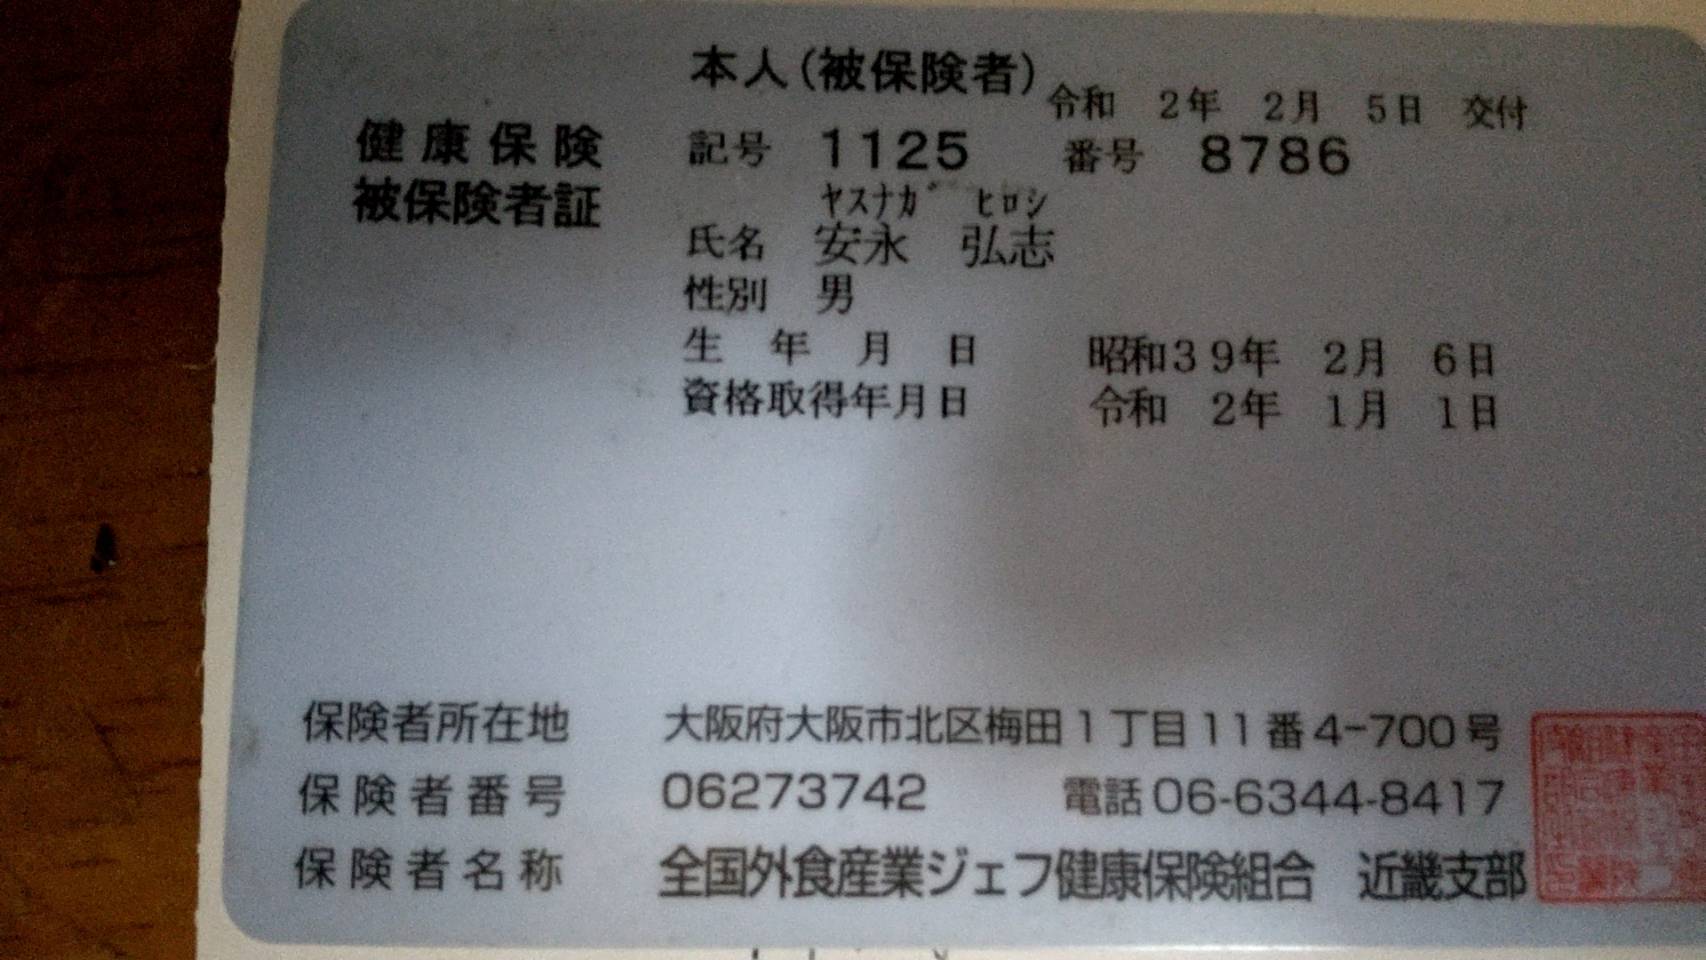 本人(被保険者)
令和 2年 2月 5日 交付
健康保険
被保険者証
記号 1125 番号 8786
ヤスナガ ヒロシ
氏名 安永 弘志
性別 男
生年月日 昭和39年 2月 6日
資格取得年月日 令和 2年 1月 1日
保険者所在地 大阪府大阪市北区梅田1丁目11番4-700号
保険者番号 06273742 電話06-6344-8417
保険者名称 全国外食産業ジェフ健康保険組合 近畿支部